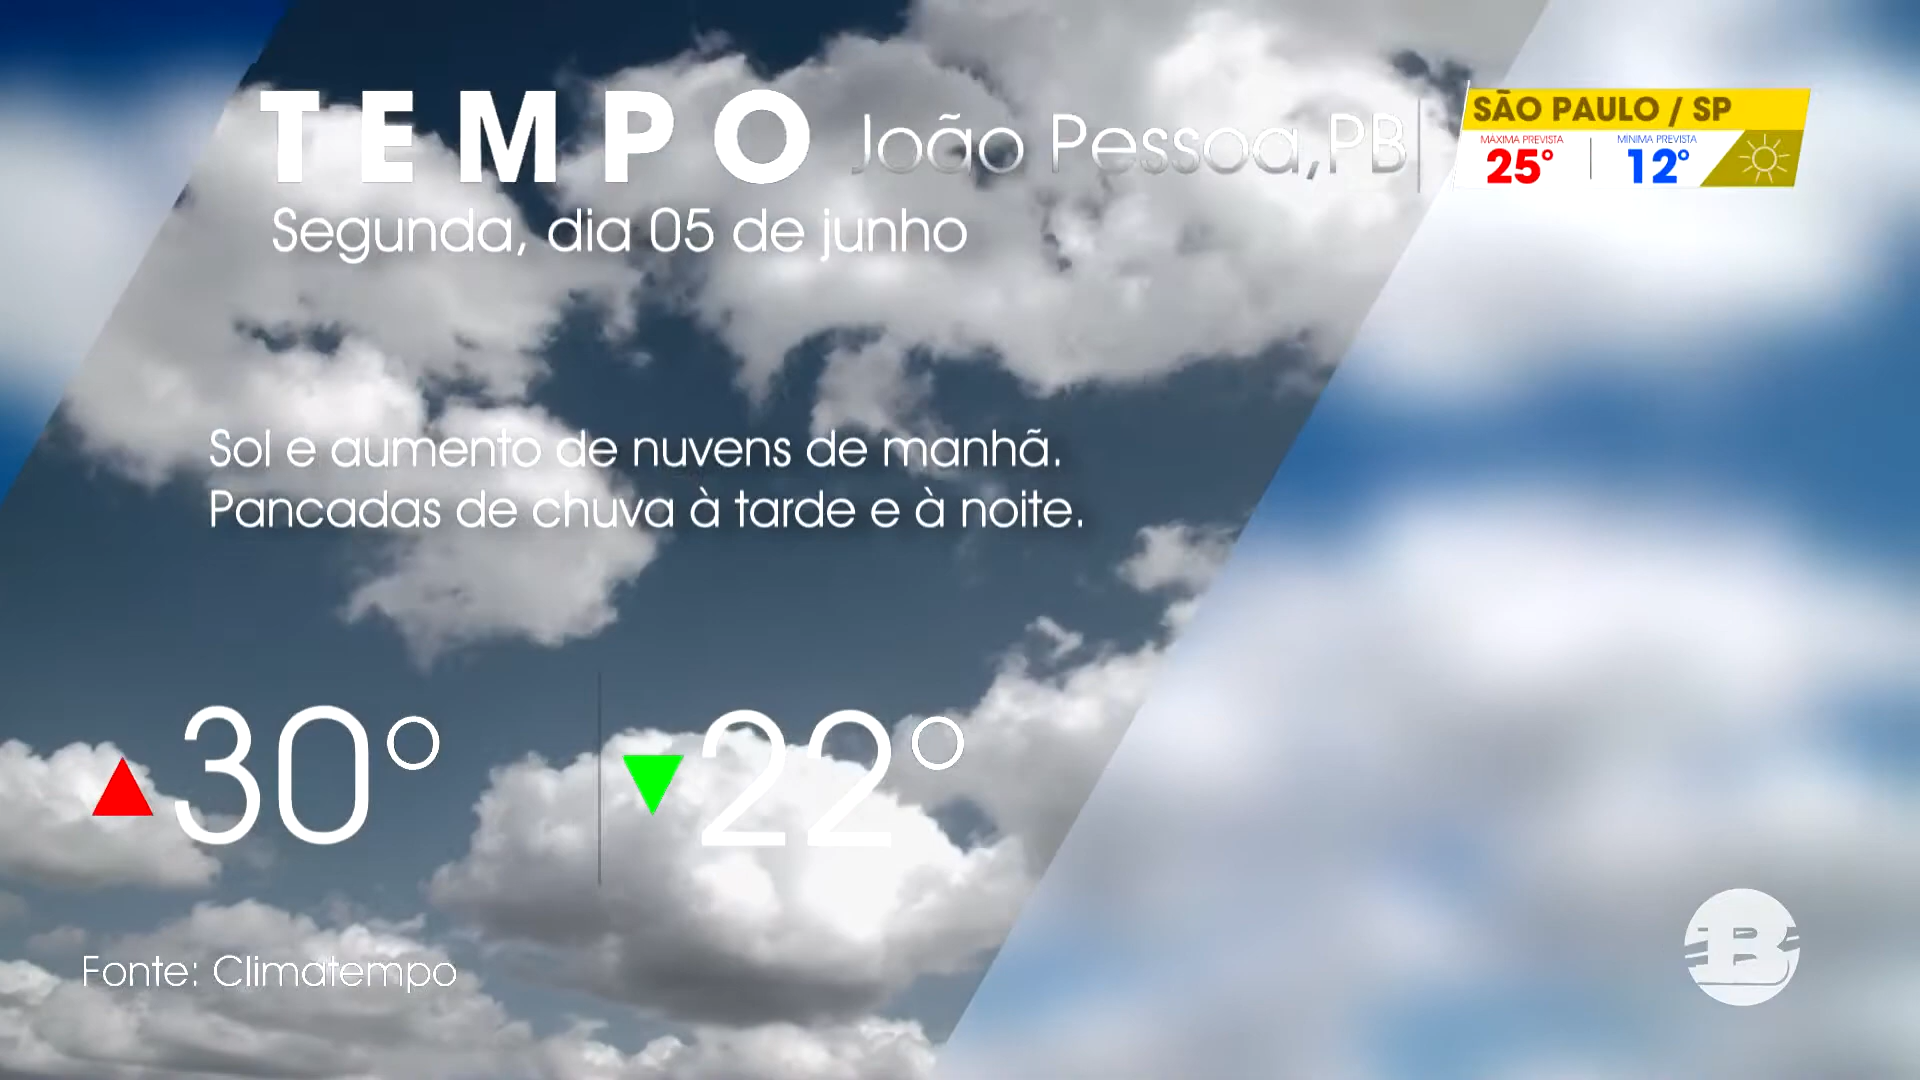 TEMPO João Pessoa,PB
Segunda, dia 05 de junho
SÃO PAULO / SP
MÁXIMA PREVISTA
25°
MÍNIMA PREVISTA
12°
Sol e aumento de nuvens de manhã.
Pancadas de chuva à tarde e à noite.
30°
22°
Fonte: Climatempo
B